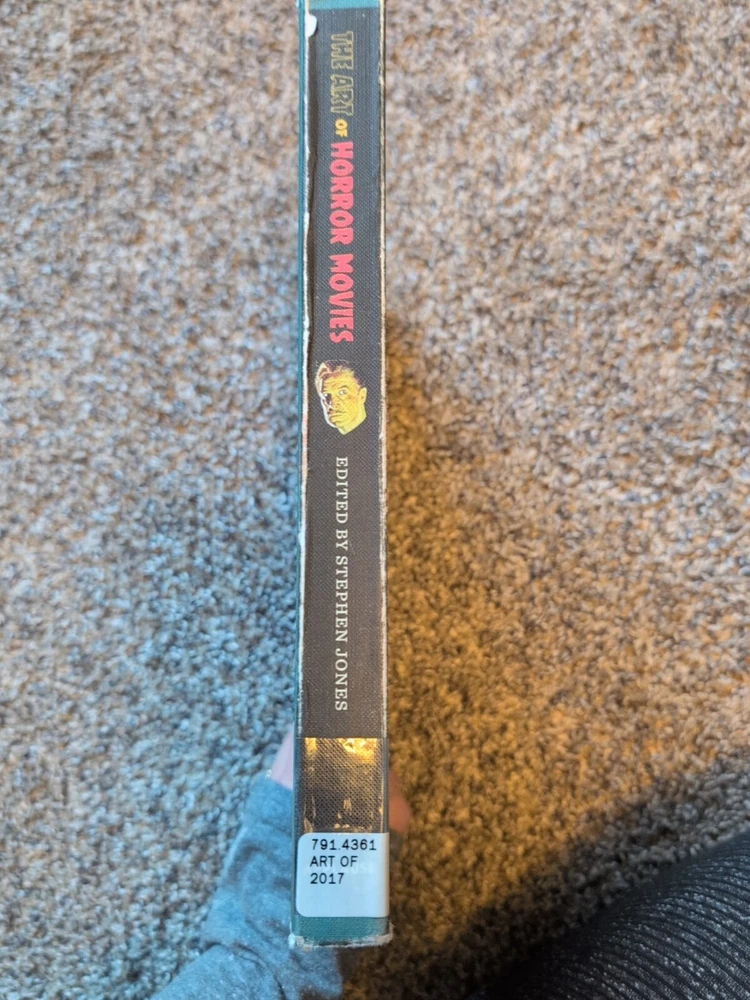 THE ART OF HORROR MOVIES
EDITED BY STEPHEN JONES
791.4361
ART OF
2017